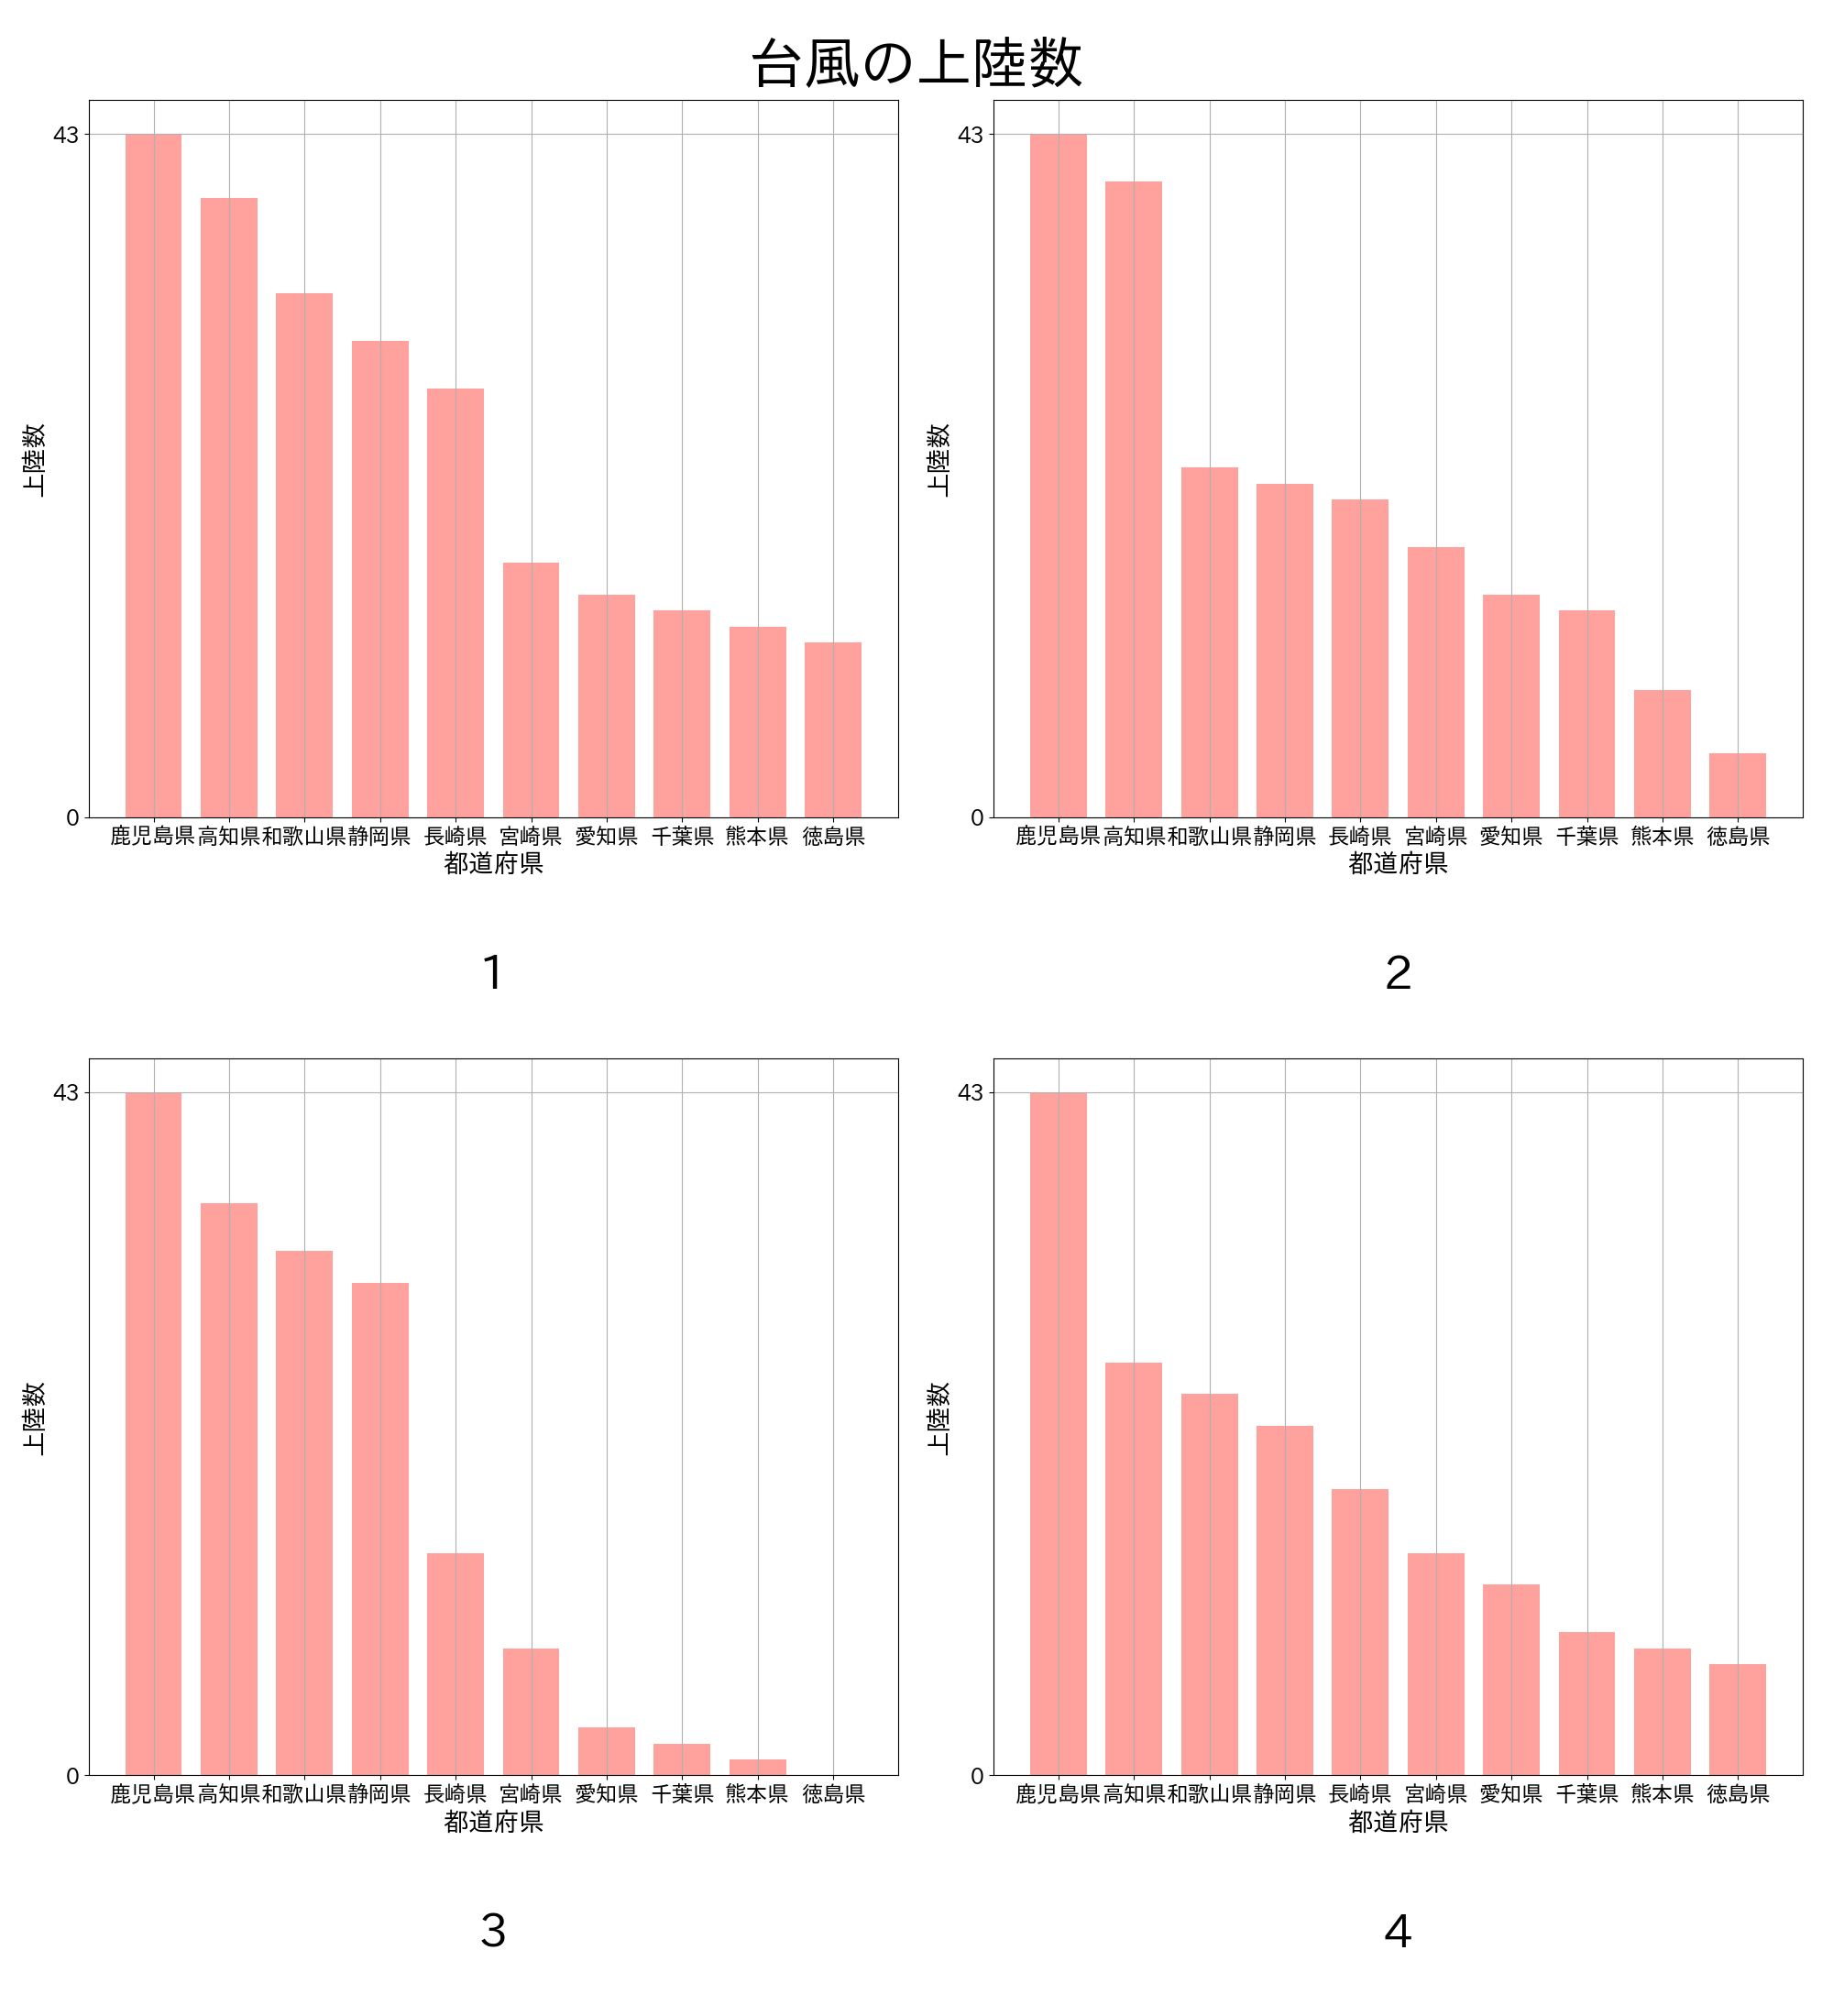 台風の上陸数
43
0
上陸数
鹿児島県 高知県 和歌山県 静岡県 長崎県 宮崎県 愛知県 千葉県 熊本県 徳島県
都道府県
1
43
0
上陸数
鹿児島県 高知県 和歌山県 静岡県 長崎県 宮崎県 愛知県 千葉県 熊本県 徳島県
都道府県
2
43
0
上陸数
鹿児島県 高知県 和歌山県 静岡県 長崎県 宮崎県 愛知県 千葉県 熊本県 徳島県
都道府県
3
43
0
上陸数
鹿児島県 高知県 和歌山県 静岡県 長崎県 宮崎県 愛知県 千葉県 熊本県 徳島県
都道府県
4